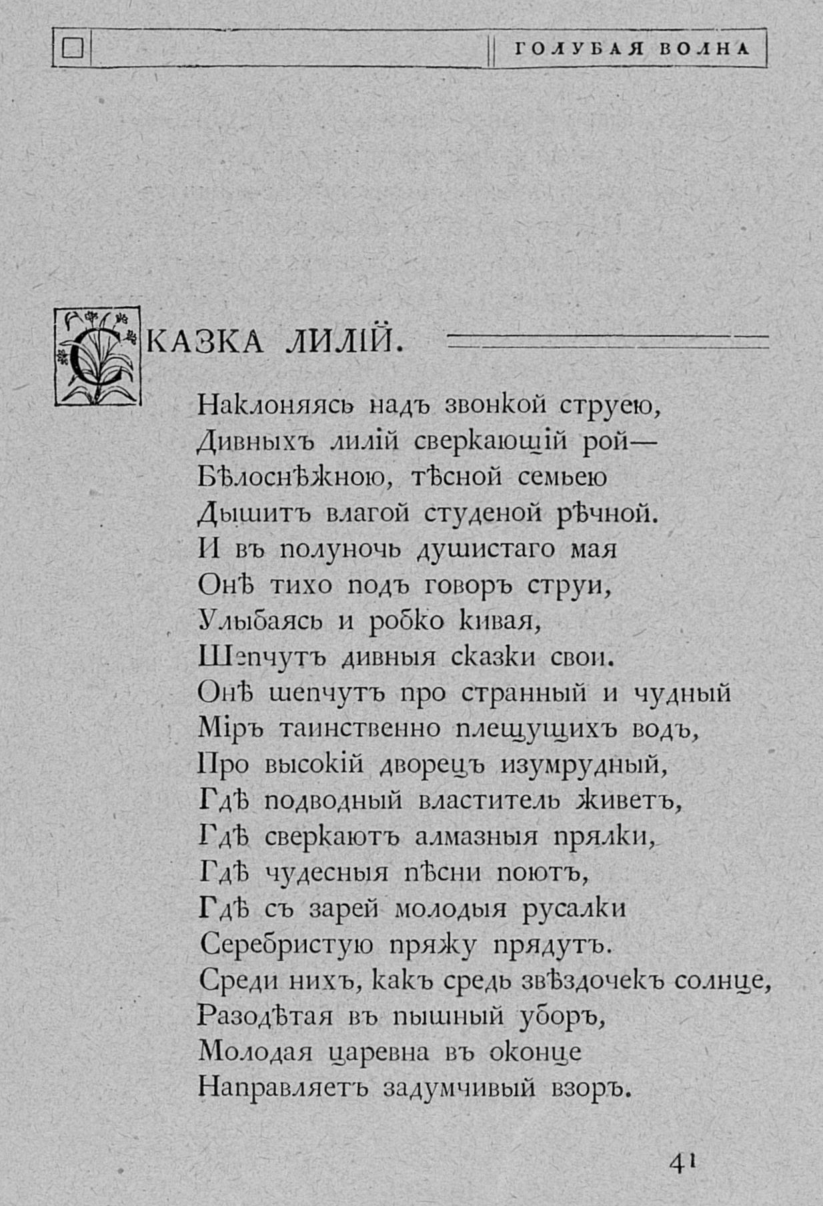 ГОЛУБАЯ ВОЛНА
СКАЗКА ЛИЛІЙ.
Наклоняясь надъ звонкой струею,
Дивныхъ лилій сверкающій рой—
Бѣлоснѣжною, тѣсной семьею
Дышитъ влагой студеной рѣчной.
И въ полуночь душистаго мая
Онѣ тихо подъ говоръ струи,
Улыбаясь и робко кивая,
Шепчутъ дивныя сказки свои.
Онѣ шепчутъ про странный и чудный
Міръ таинственно плещущихъ водъ,
Про высокій дворецъ изумрудный,
Гдѣ подводный властитель живетъ,
Гдѣ сверкаютъ алмазныя прялки,
Гдѣ чудесныя пѣсни поютъ,
Гдѣ съ зарей молодыя русалки
Серебристую пряжу прядутъ.
Среди нихъ, какъ средь звѣздочекъ солнце,
Разодѣтая въ пышный уборъ,
Молодая царевна въ оконце
Направляетъ задумчивый взоръ.
41